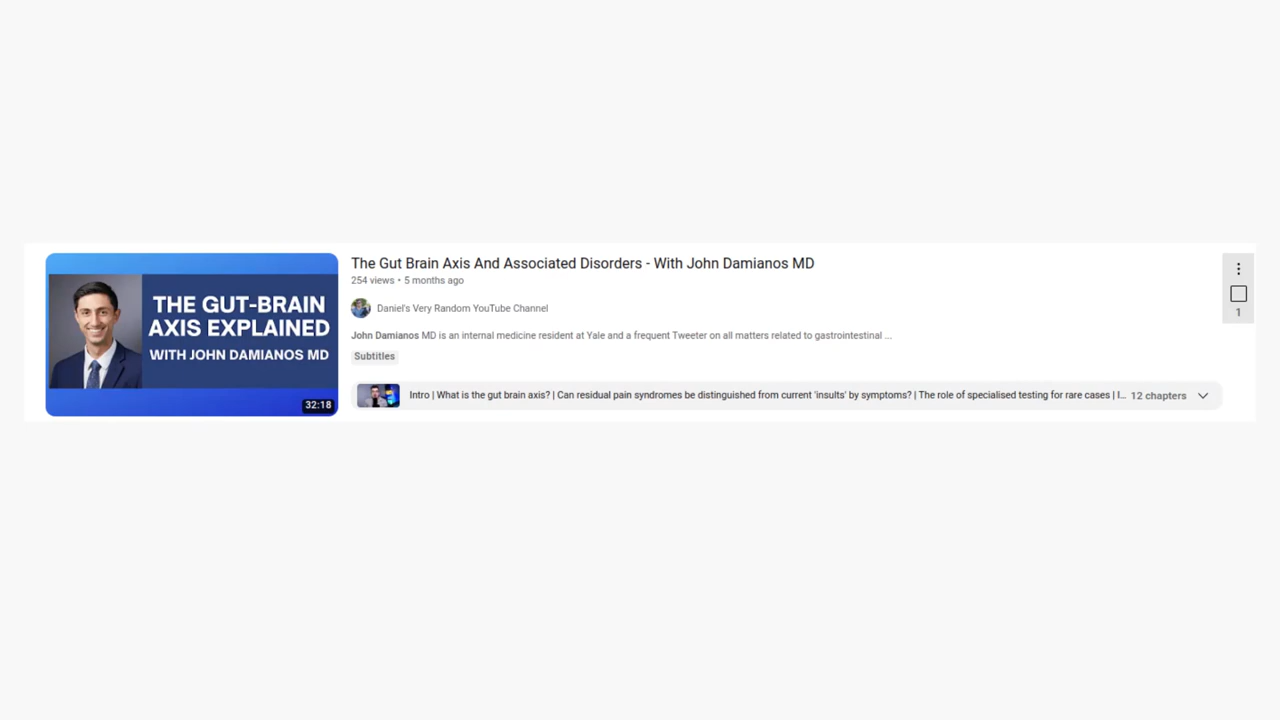 THE GUT-BRAIN
AXIS EXPLAINED
WITH JOHN DAMIANOS MD
32:18
The Gut Brain Axis And Associated Disorders - With John Damianos MD
254 views • 5 months ago
Daniel's Very Random YouTube Channel
John Damianos MD is an internal medicine resident at Yale and a frequent Tweeter on all matters related to gastrointestinal ...
Subtitles
Intro | What is the gut brain axis? | Can residual pain syndromes be distinguished from current 'insults' by symptoms? | The role of specialised testing for rare cases | I... 12 chapters
1